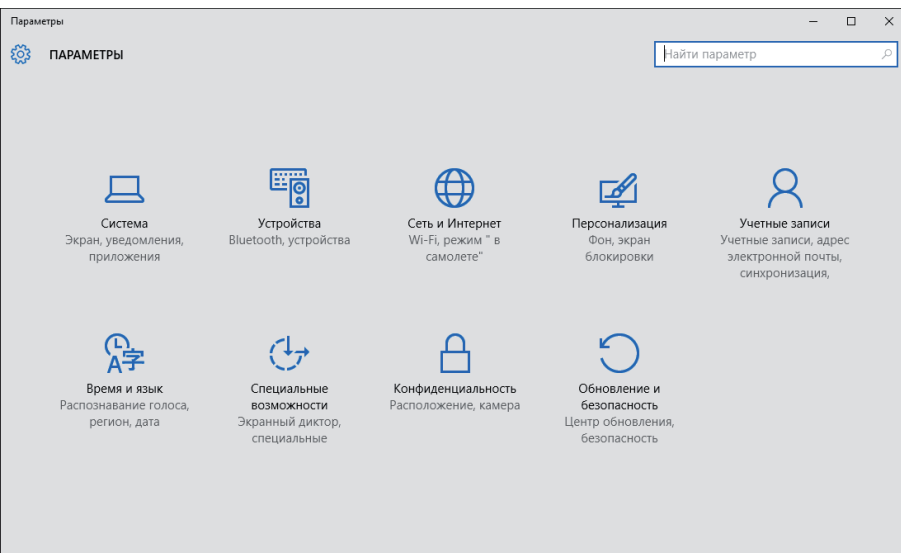 Параметры
ПАРАМЕТРЫ
Найти параметр
Система
Экран, уведомления,
приложения
Устройства
Bluetooth, устройства
Сеть и Интернет
Wi-Fi, режим " в
самолете"
Персонализация
Фон, экран
блокировки
Учетные записи
Учетные записи, адрес
электронной почты,
синхронизация,
Время и язык
Распознавание голоса,
регион, дата
Специальные
возможности
Экранный диктор,
специальные
Конфиденциальность
Расположение, камера
Обновление и
безопасность
Центр обновления,
безопасность